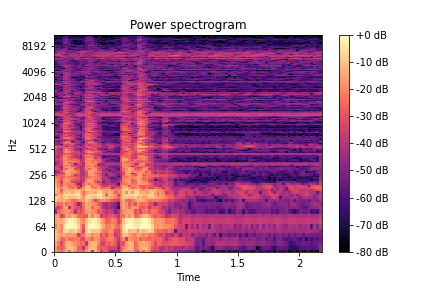 Power spectrogram
Hz
8192
4096
2048
1024
512
256
128
64
0
0
0.5
1
1.5
2
Time
+0 dB
-10 dB
-20 dB
-30 dB
-40 dB
-50 dB
-60 dB
-70 dB
-80 dB